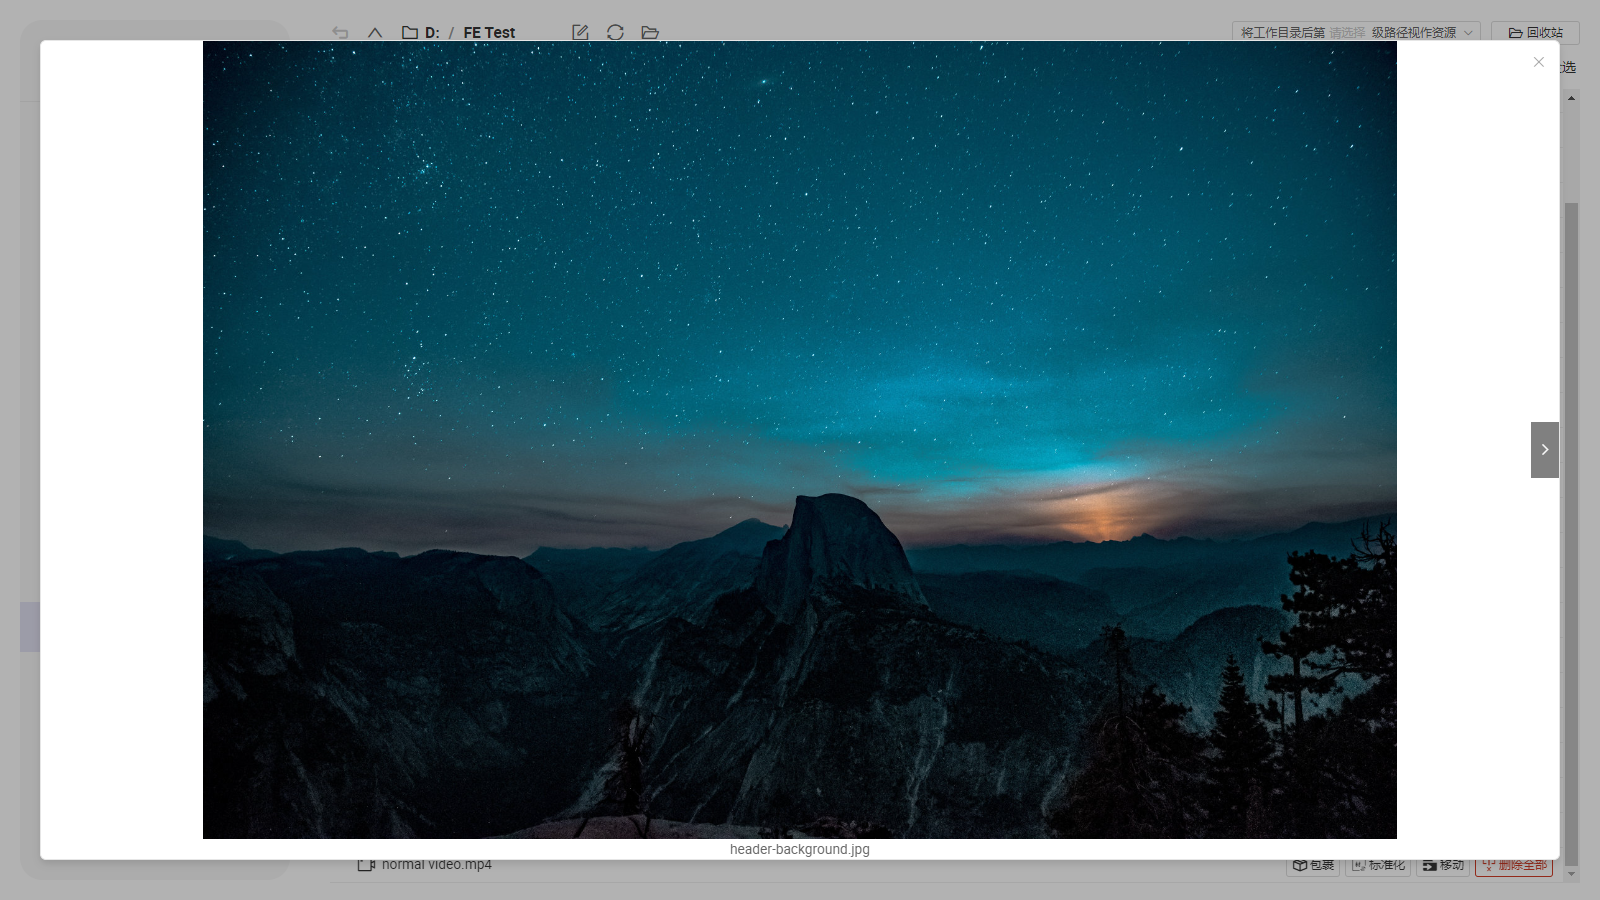 D: / FE Test
将工作目录后第 请选择 级路径视作资源
回收站
选
header-background.jpg
normal video.mp4
包裹
标准化
移动
删除全部